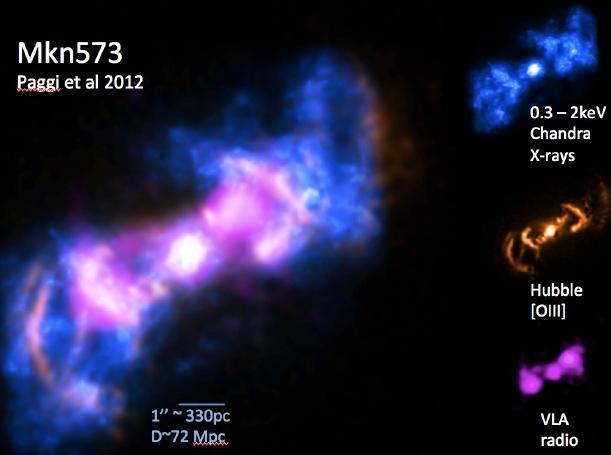 Mkn573
Paggi et al 2012
0.3 – 2keV
Chandra
X-rays
Hubble
[OIII]
1’’ ~ 330pc
D~72 Mpc
VLA
radio